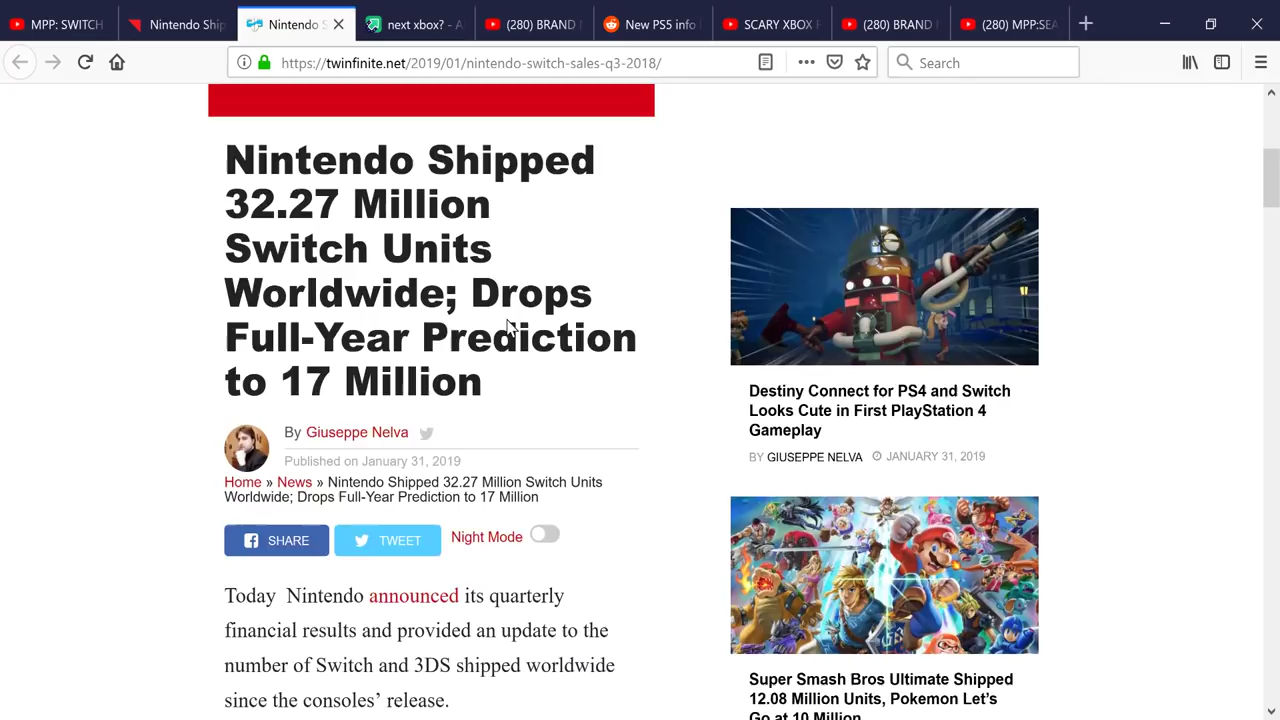 MPP: SWITCH
Nintendo Ship
Nintendo S
next xbox? - A
(280) BRAND
New PS5 info
SCARY XBOX
(280) BRAND
(280) MPP:SEA
https://twinfinite.net/2019/01/nintendo-switch-sales-q3-2018/
Search
Nintendo Shipped
32.27 Million
Switch Units
Worldwide; Drops
Full-Year Prediction
to 17 Million
By Giuseppe Nelva
Published on January 31, 2019
Home » News » Nintendo Shipped 32.27 Million Switch Units
Worldwide; Drops Full-Year Prediction to 17 Million
SHARE
TWEET
Night Mode
Today Nintendo announced its quarterly
financial results and provided an update to the
number of Switch and 3DS shipped worldwide
since the consoles’ release.
Destiny Connect for PS4 and Switch
Looks Cute in First PlayStation 4
Gameplay
BY GIUSEPPE NELVA JANUARY 31, 2019
Super Smash Bros Ultimate Shipped
12.08 Million Units, Pokemon Let’s
Go at 10 Million